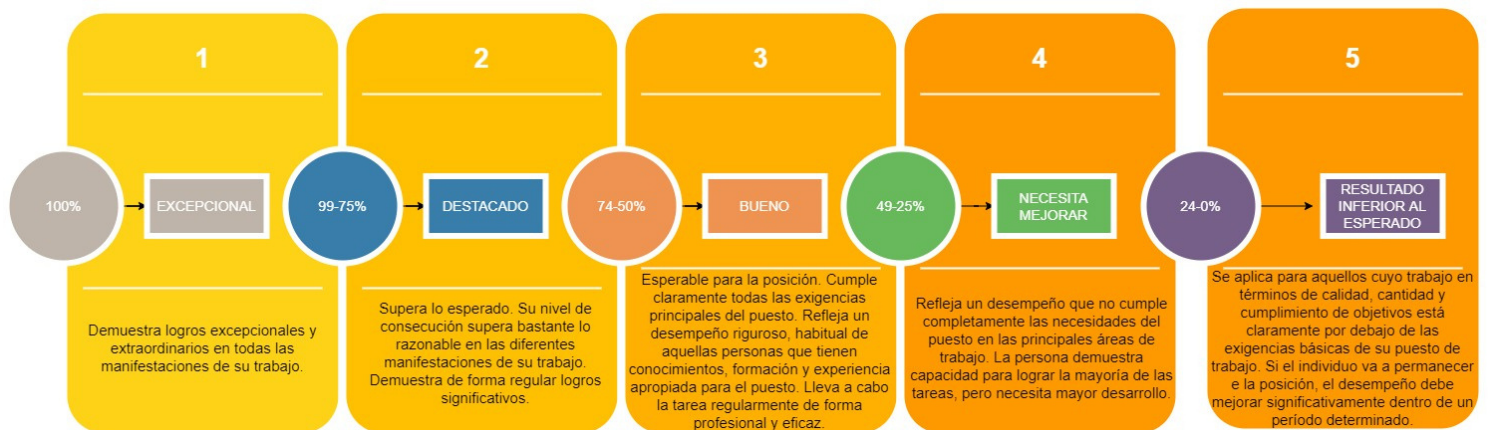 1
100%
EXCEPCIONAL
Demuestra logros excepcionales y
extraordinarios en todas las
manifestaciones de su trabajo.
2
99-75%
DESTACADO
Supera lo esperado. Su nivel de
consecución supera bastante lo
razonable en las diferentes
manifestaciones de su trabajo.
Demuestra de forma regular logros
significativos.
3
74-50%
BUENO
Esperable para la posición. Cumple
claramente todas las exigencias
principales del puesto. Refleja un
desempeño riguroso, habitual de
aquellas personas que tienen
conocimientos, formación y experiencia
apropiada para el puesto. Lleva a cabo
la tarea regularmente de forma
profesional y eficaz.
4
49-25%
NECESITA
MEJORAR
Refleja un desempeño que no cumple
completamente las necesidades del
puesto en las principales áreas de
trabajo. La persona demuestra
capacidad para lograr la mayoría de las
tareas, pero necesita mayor desarrollo.
5
24-0%
RESULTADO
INFERIOR AL
ESPERADO
Se aplica para aquellos cuyo trabajo en
términos de calidad, cantidad y
cumplimiento de objetivos está
claramente por debajo de las
exigencias básicas de su puesto de
trabajo. Si el individuo va a permanecer
e la posición, el desempeño debe
mejorar significativamente dentro de un
período determinado.